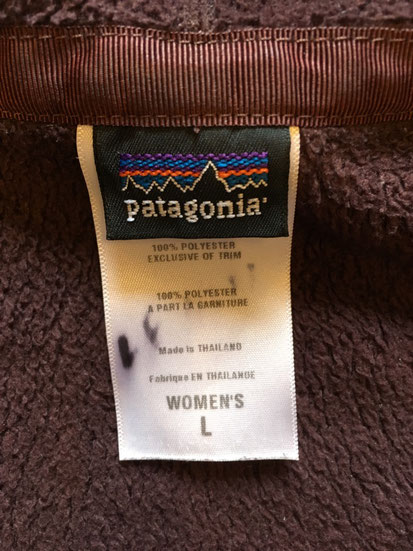 patagonia®
100% POLYESTER
EXCLUSIVE OF TRIM
100% POLYESTER
A PART LA GARNITURE
Made in THAILAND
Fabrique EN THAILANDE
WOMEN'S
L